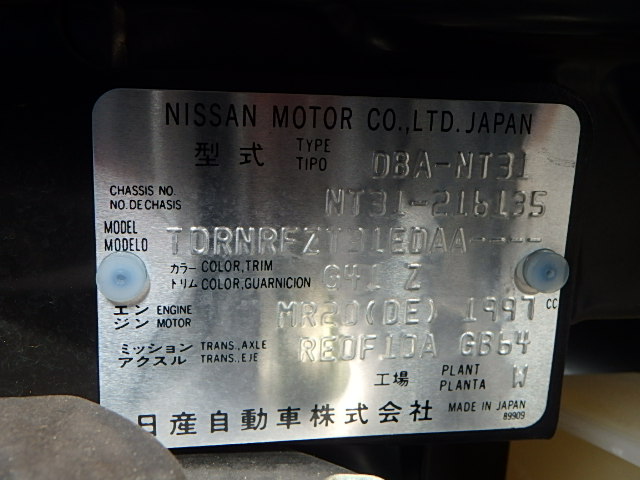 NISSAN MOTOR CO.,LTD. JAPAN
型式 TYPE TIPO DBA-NT31
CHASSIS NO. NO. DE CHASIS NT31-216135
MODEL MODELO TDRNRFZT31EDAA----
カラー COLOR,TRIM トリム COLOR,GUARNICION G41 Z
エンジン ENGINE MOTOR MR20(DE) 1997 CC
ミッション TRANS.,AXLE アクスル TRANS.,EJE RE0F10A GB64
工場 PLANT PLANTA W
日産自動車株式会社 MADE IN JAPAN
89909